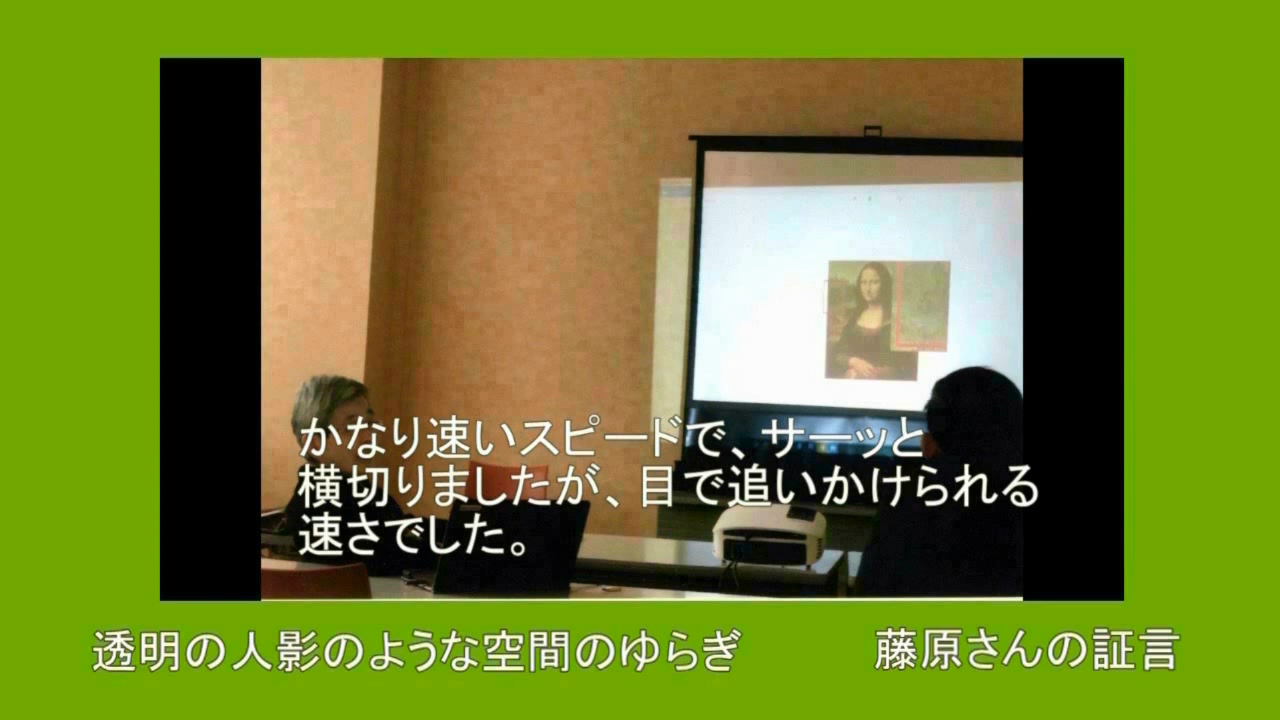 かなり速いスピードで、サーッと
横切りましたが、目で追いかけられる
速さでした。
透明の人影のような空間のゆらぎ 藤原さんの証言